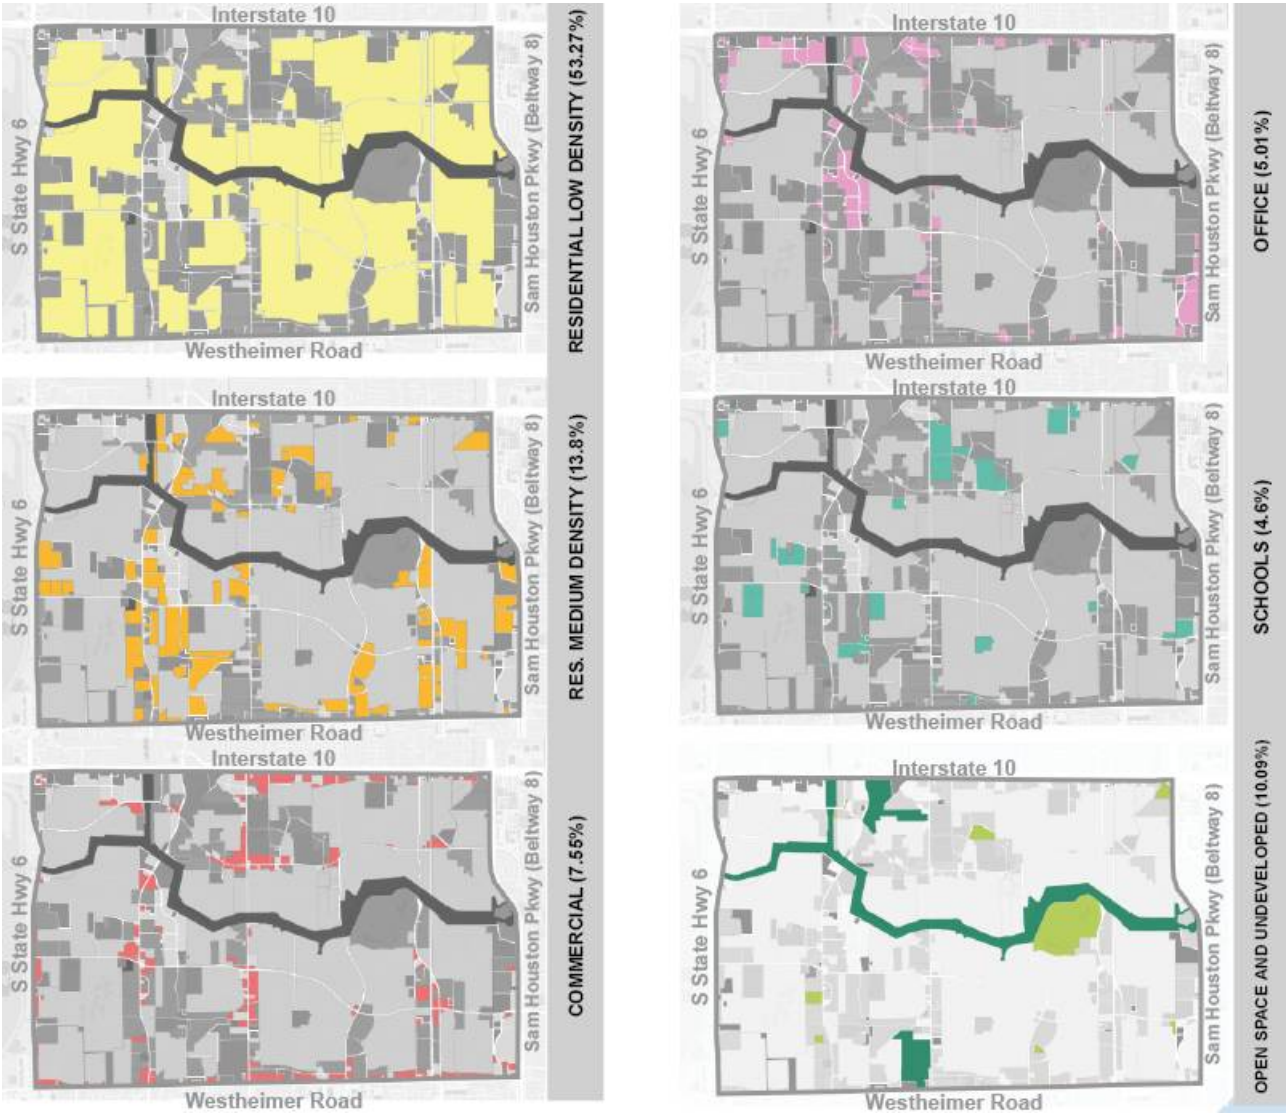 Interstate 10
S State Hwy 6
Sam Houston Pkwy (Beltway 8)
Westheimer Road
RESIDENTIAL LOW DENSITY (53.27%)
Interstate 10
S State Hwy 6
Sam Houston Pkwy (Beltway 8)
Westheimer Road
OFFICE (5.01%)
Interstate 10
S State Hwy 6
Sam Houston Pkwy (Beltway 8)
Westheimer Road
RES. MEDIUM DENSITY (13.8%)
Interstate 10
S State Hwy 6
Sam Houston Pkwy (Beltway 8)
Westheimer Road
SCHOOLS (4.6%)
Interstate 10
S State Hwy 6
Sam Houston Pkwy (Beltway 8)
Westheimer Road
COMMERCIAL (7.55%)
Interstate 10
S State Hwy 6
Sam Houston Pkwy (Beltway 8)
Westheimer Road
OPEN SPACE AND UNDEVELOPED (10.09%)